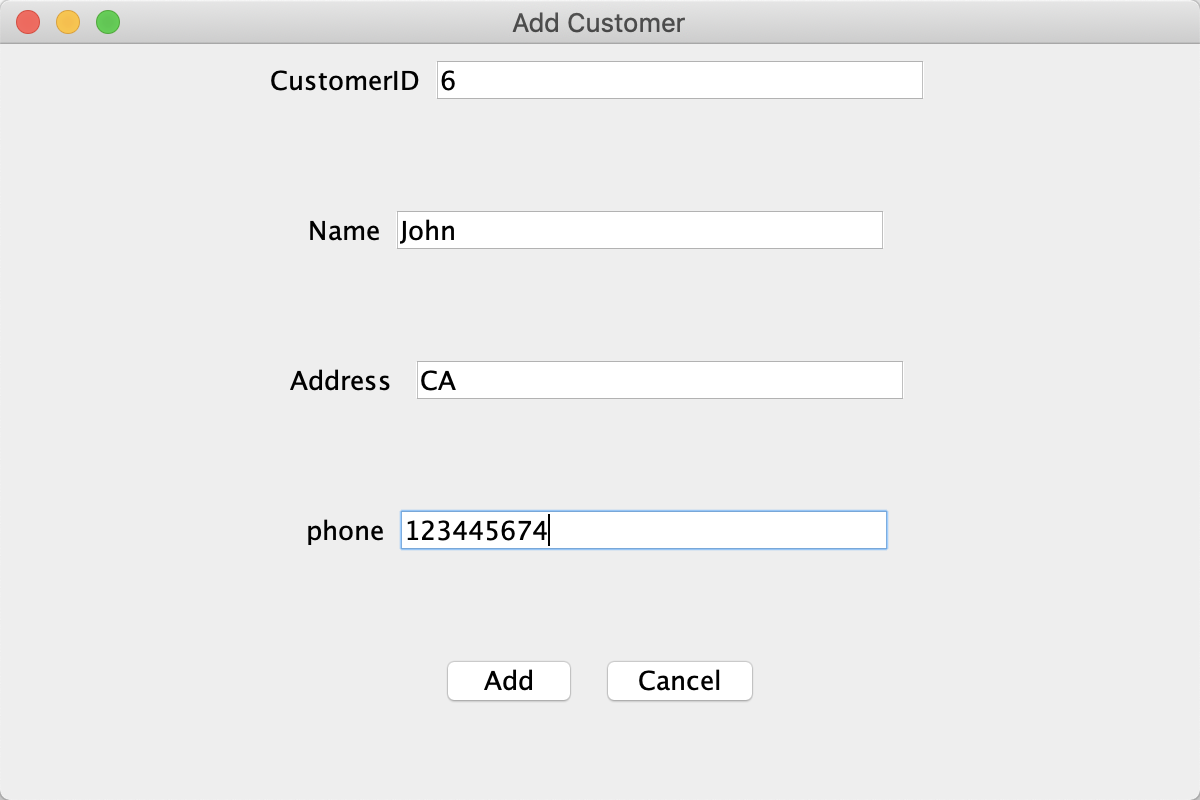 Add Customer
CustomerID 6
Name John
Address CA
phone 123445674
Add Cancel